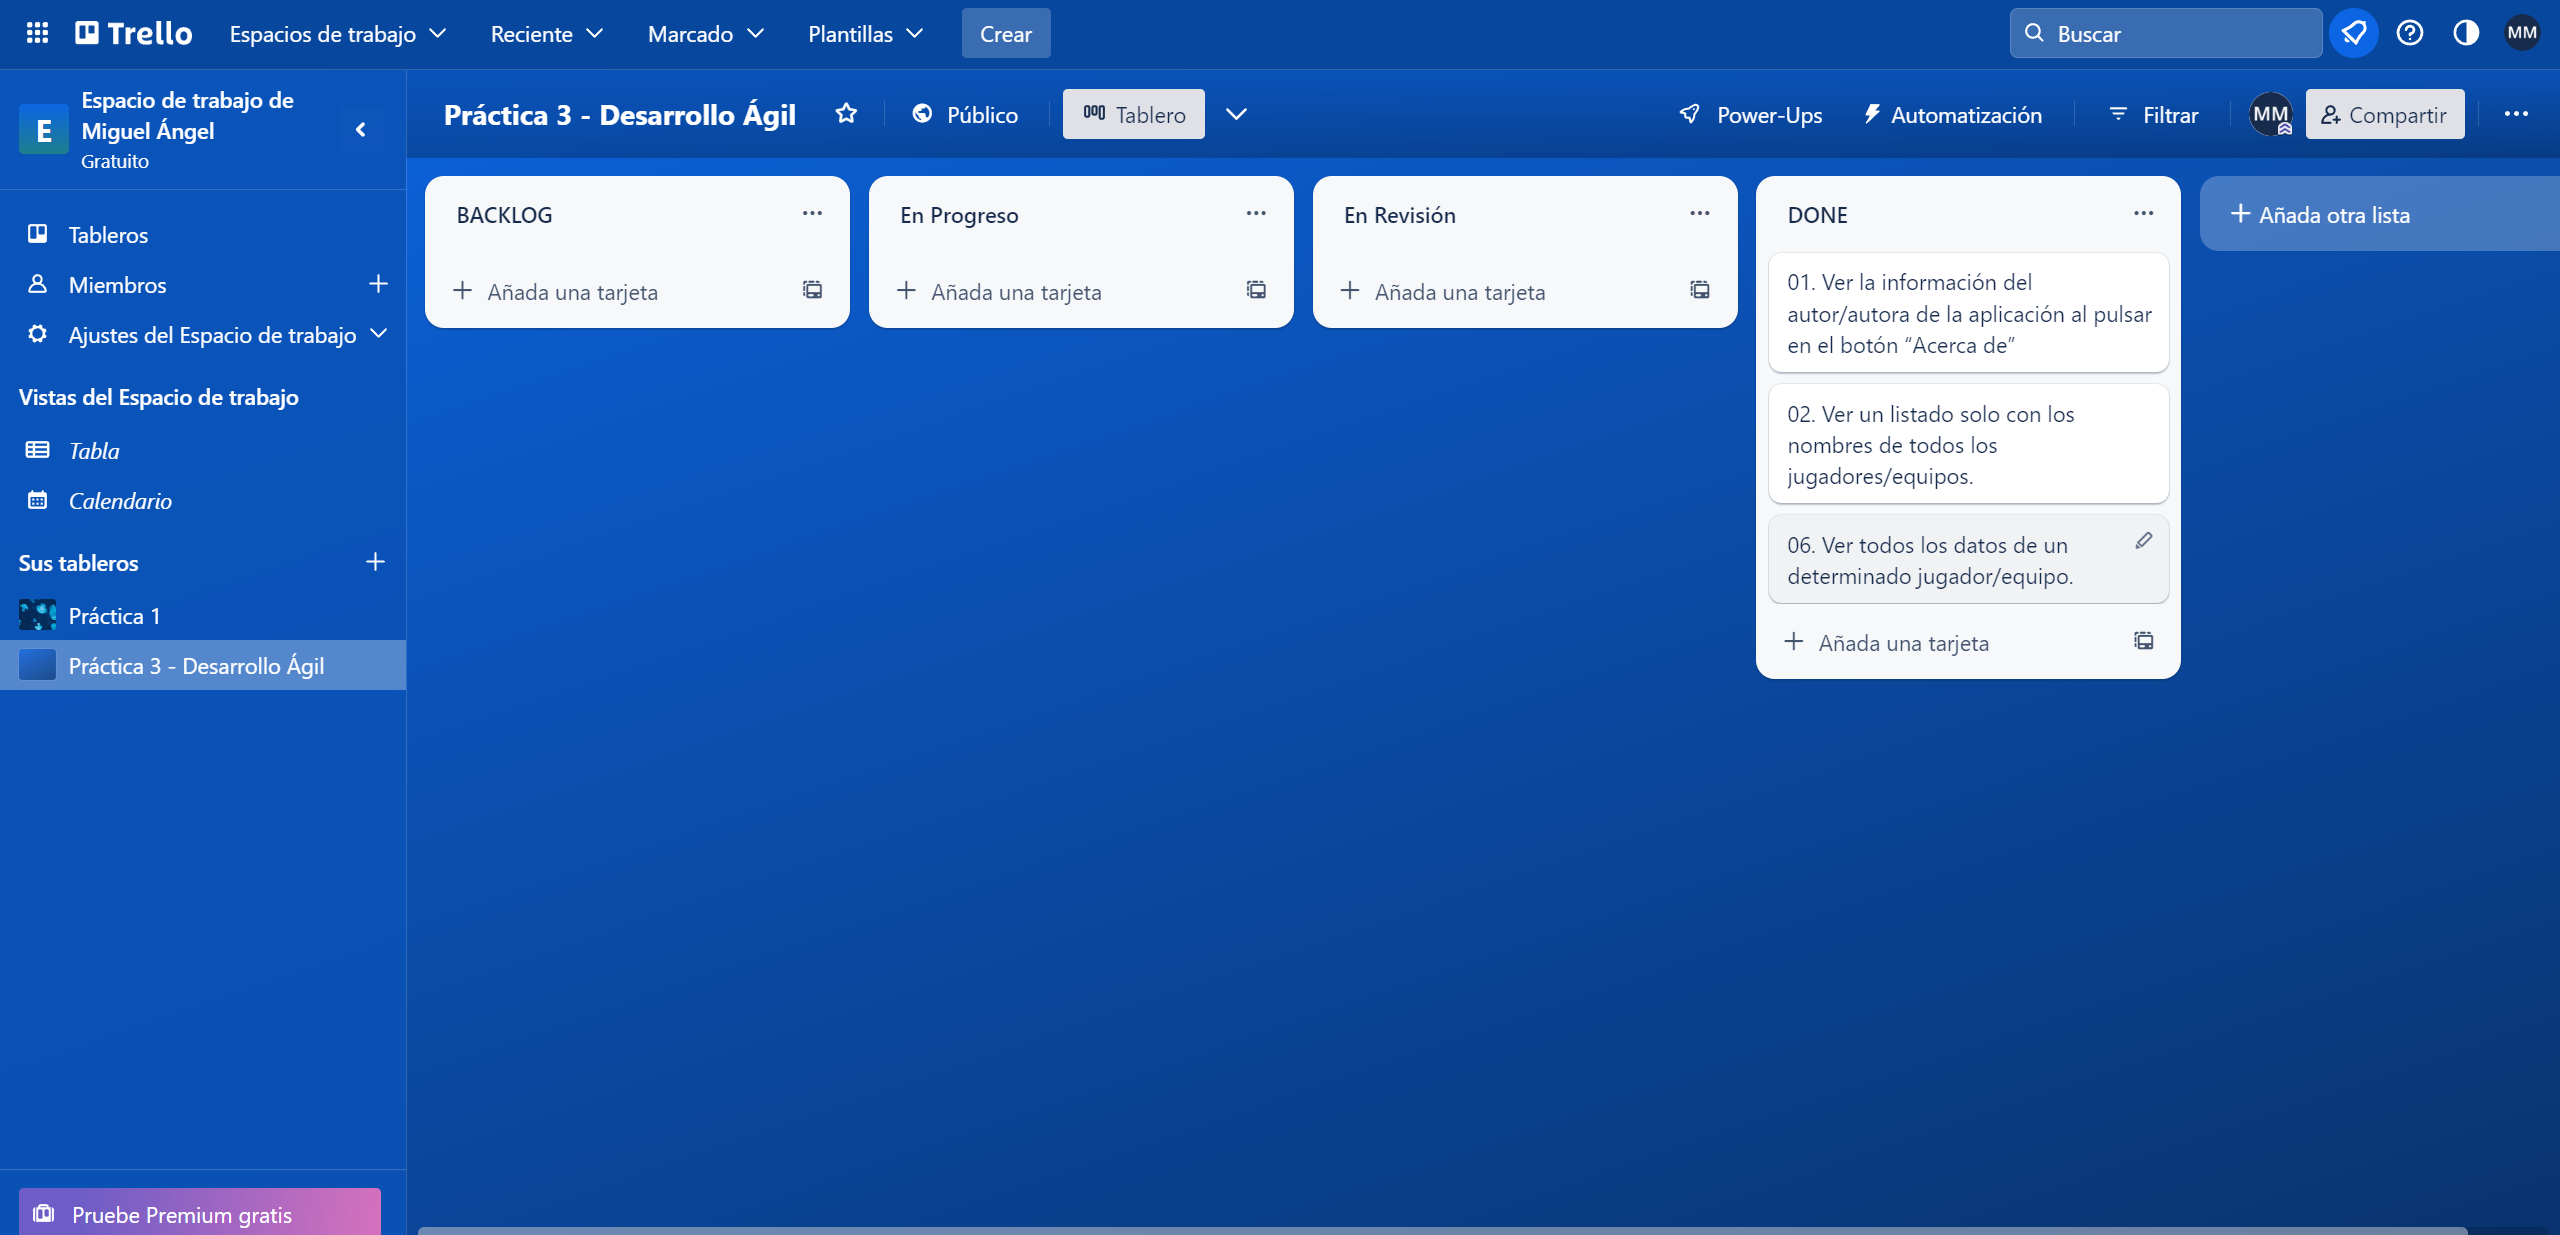 Trello
Espacios de trabajo
Reciente
Marcado
Plantillas
Crear
Buscar
MM
E
Espacio de trabajo de
Miguel Ángel
Gratuito
Práctica 3 - Desarrollo Ágil
Público
Tablero
Power-Ups
Automatización
Filtrar
MM
Compartir
Tableros
Miembros
Ajustes del Espacio de trabajo
Vistas del Espacio de trabajo
Tabla
Calendario
Sus tableros
Práctica 1
Práctica 3 - Desarrollo Ágil
Pruebe Premium gratis
BACKLOG
Añada una tarjeta
En Progreso
Añada una tarjeta
En Revisión
Añada una tarjeta
DONE
01. Ver la información del
autor/autora de la aplicación al pulsar
en el botón “Acerca de”
02. Ver un listado solo con los
nombres de todos los
jugadores/equipos.
06. Ver todos los datos de un
determinado jugador/equipo.
Añada una tarjeta
Añada otra lista